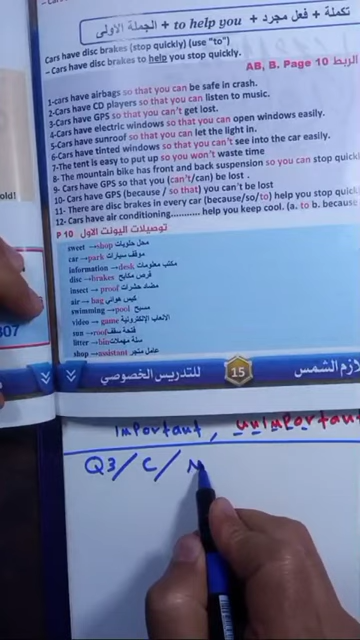 تكملة + فعل مجرد + to help you + الجملة الاولى
Cars have disc brakes (stop quickly) (use "to")
– Cars have disc brakes to help you stop quickly.
الربط AB, B. Page 10
1-cars have airbags so that you can be safe in crash.
2-Cars have CD players so that you can listen to music.
3-Cars have GPS so that you can't get lost.
4-Cars have electric windows so that you can open windows easily.
5-Cars have sunroof so that you can let the light in.
6-Cars have tinted windows so that you can't see into the car easily.
7-The tent is easy to put up so you won't waste time
8- The mountain bike has front and back suspension so you can stop quickly
9- Cars have GPS so that you (can't/can) be lost .
10- Cars have GPS (because / so that) you can't be lost
11- There are disc brakes in every car (because/so/to) help you stop quick
12- Cars have air conditioning........... help you keep cool. (a. to b. because
P 10 توصيلات اليونت الاول
sweet →shop محل حلويات
car →park موقف سيارات
information →desk مكتب معلومات
disc →brakes قرص مكابح
insect → proof مضاد حشرات
air → bag كيس هوائي
swimming →pool مسبح
video → game الالعاب الإلكترونية
sun →roof فتحة سقف
litter →bin سلة مهملات
shop →assistant عامل متجر
old!
307
للتدريس الخصوصي
15
ملازم الشمس
Important, unimportant
Q3/ C/ N